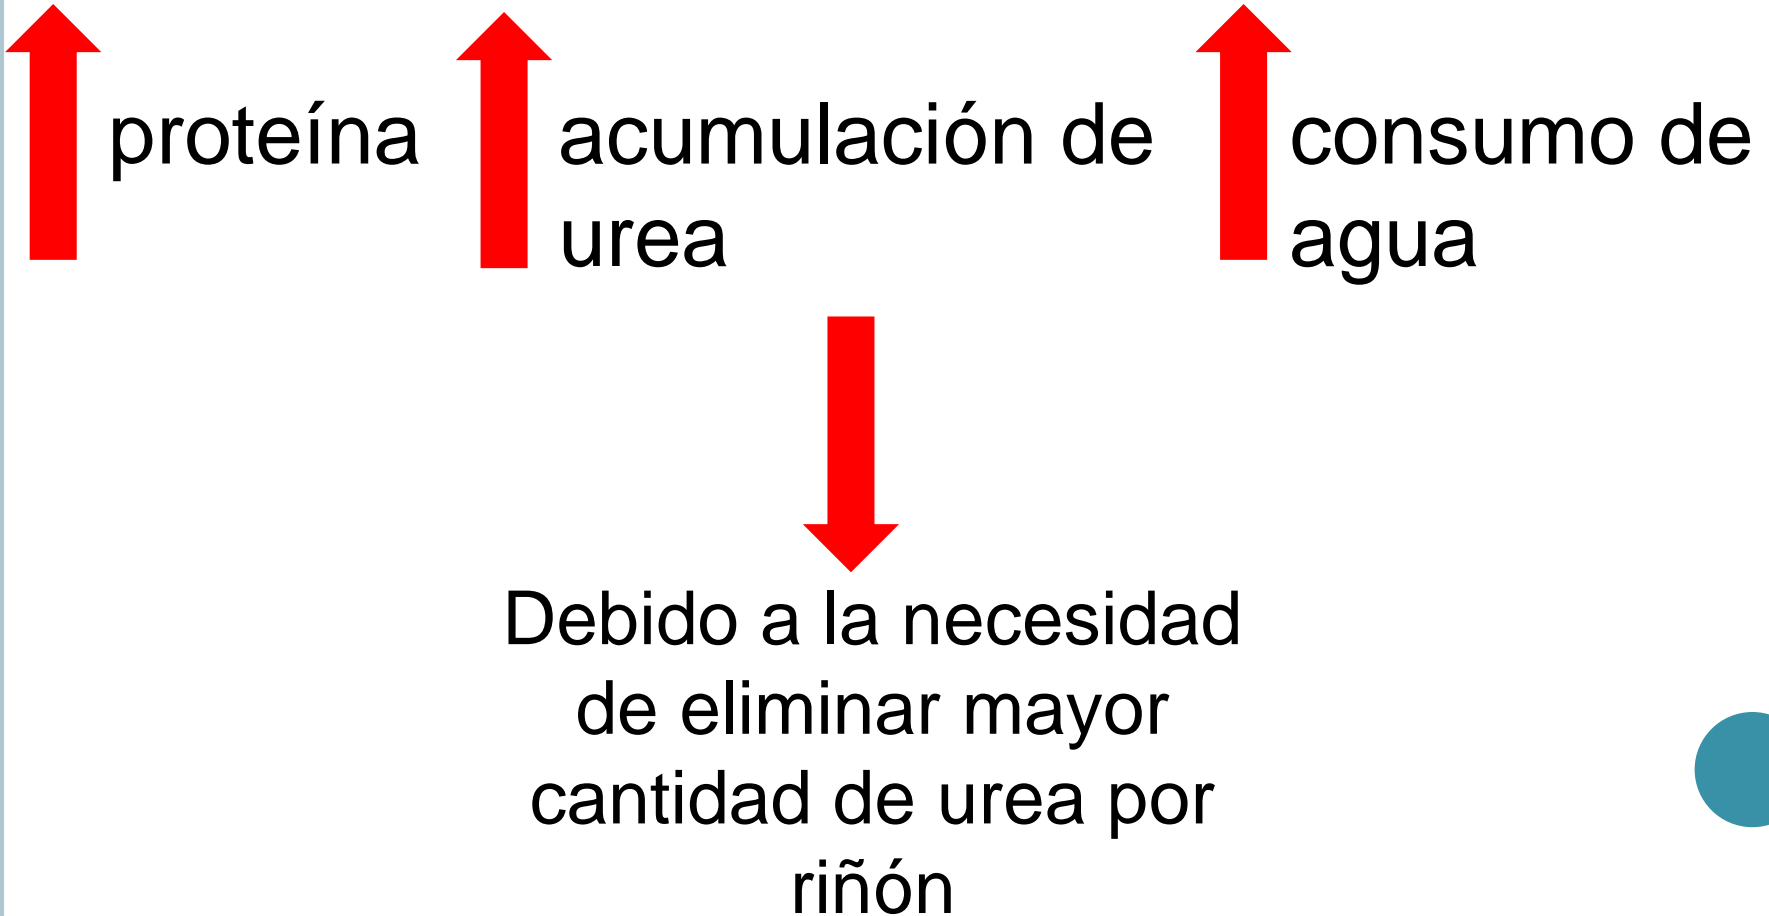 proteína
acumulación de
urea
consumo de
agua
Debido a la necesidad
de eliminar mayor
cantidad de urea por
riñón